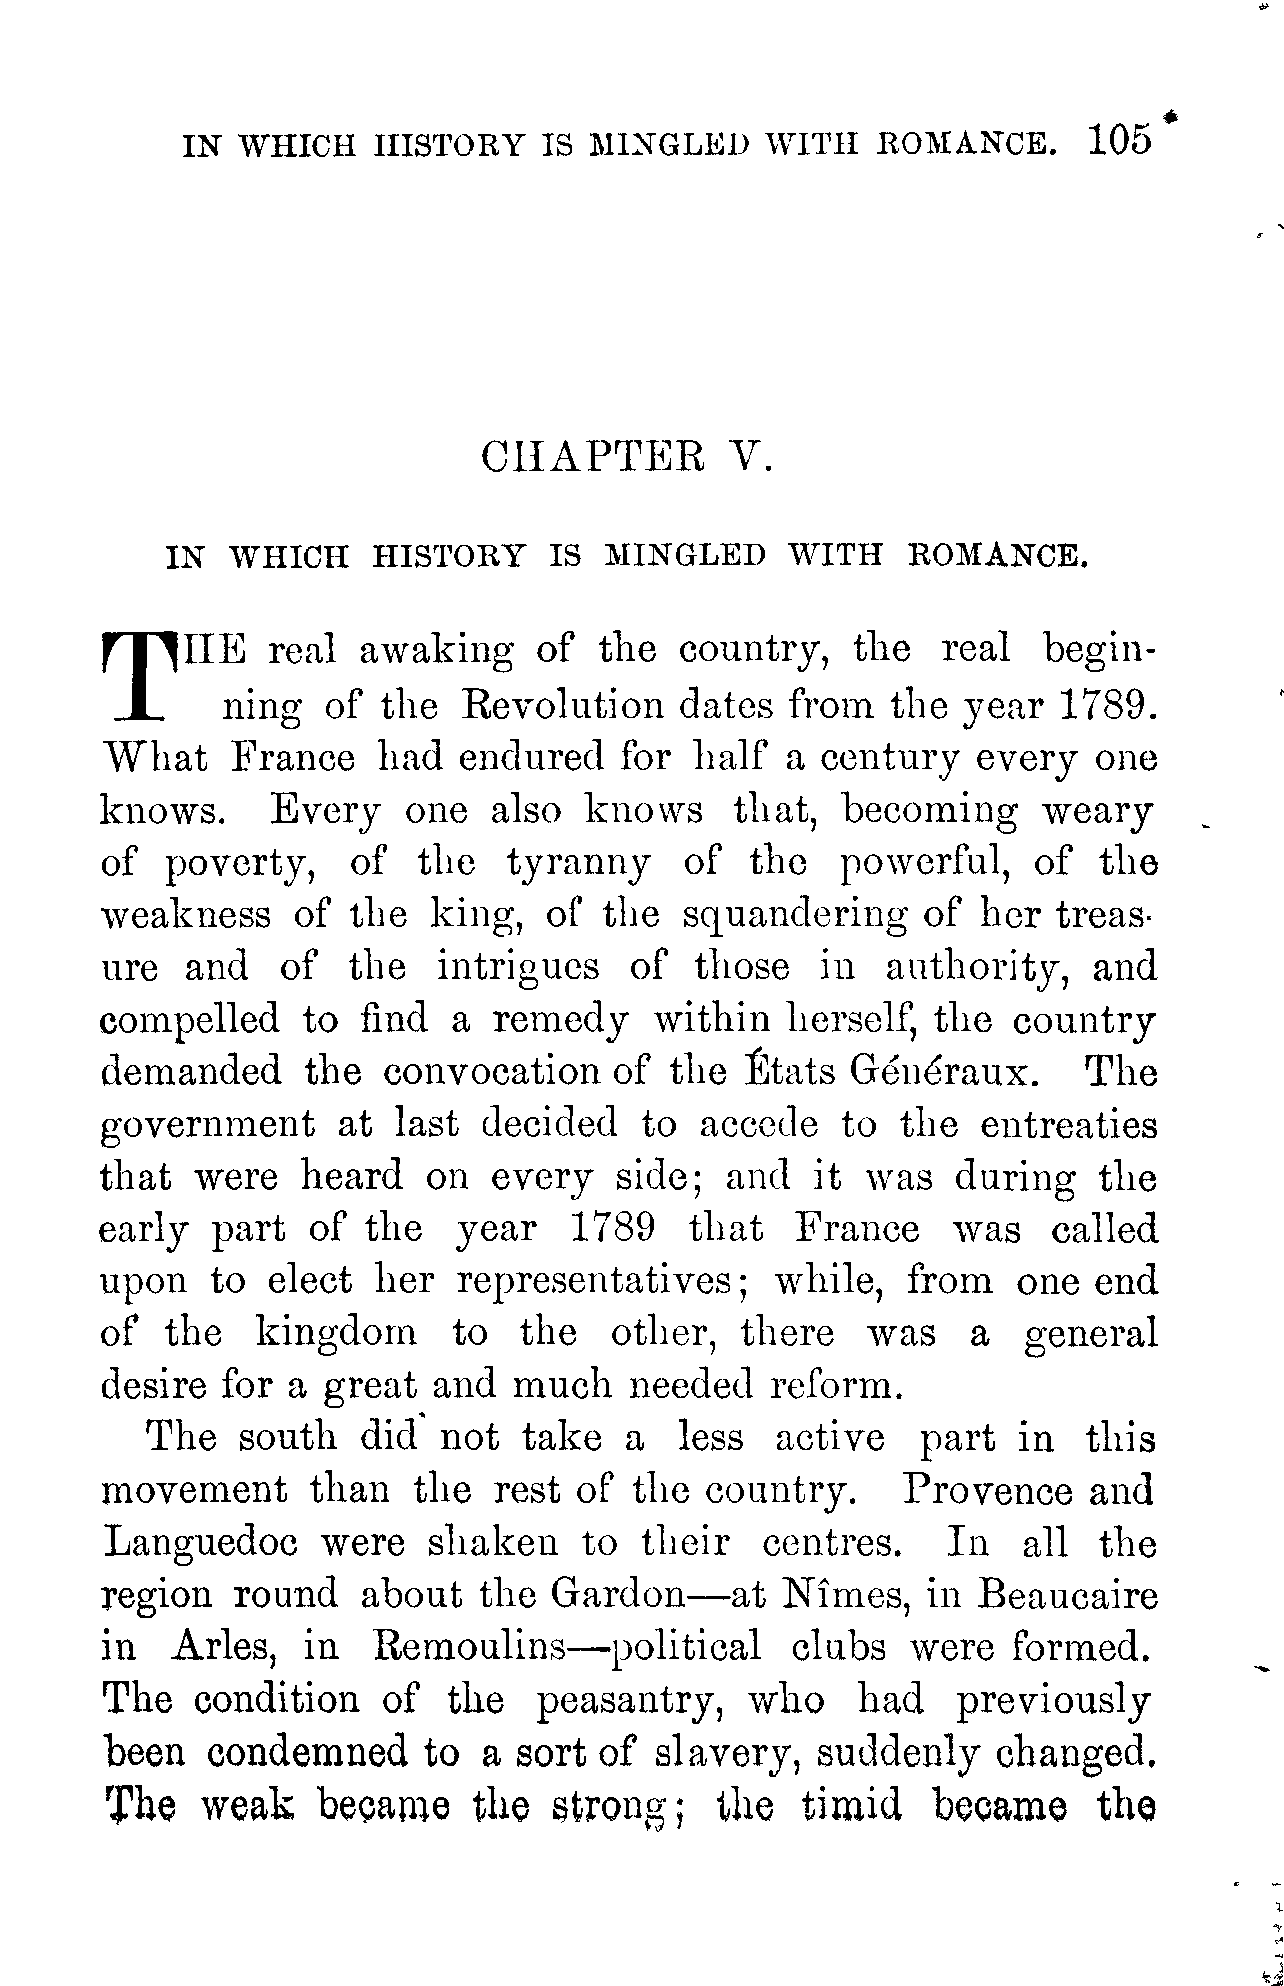 IN WHICH HISTORY IS MINGLED WITH ROMANCE. 105
CHAPTER V.
IN WHICH HISTORY IS MINGLED WITH ROMANCE.
THE real awaking of the country, the real begin-
ning of the Revolution dates from the year 1789.
What France had endured for half a century every one
knows. Every one also knows that, becoming weary
of poverty, of the tyranny of the powerful, of the
weakness of the king, of the squandering of her treas-
ure and of the intrigues of those in authority, and
compelled to find a remedy within herself, the country
demanded the convocation of the États Généraux. The
government at last decided to accede to the entreaties
that were heard on every side; and it was during the
early part of the year 1789 that France was called
upon to elect her representatives; while, from one end
of the kingdom to the other, there was a general
desire for a great and much needed reform.
The south did not take a less active part in this
movement than the rest of the country. Provence and
Languedoc were shaken to their centres. In all the
region round about the Gardon—at Nîmes, in Beaucaire
in Arles, in Remoulins—political clubs were formed.
The condition of the peasantry, who had previously
been condemned to a sort of slavery, suddenly changed.
The weak became the strong; the timid became the